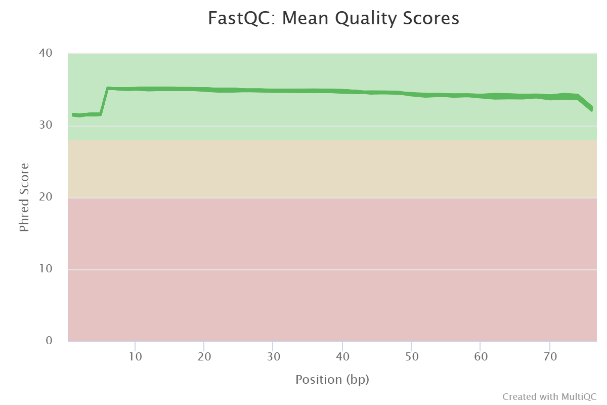 FastQC: Mean Quality Scores
40
30
20
10
0
Phred Score
10 20 30 40 50 60 70
Position (bp)
Created with MultiQC